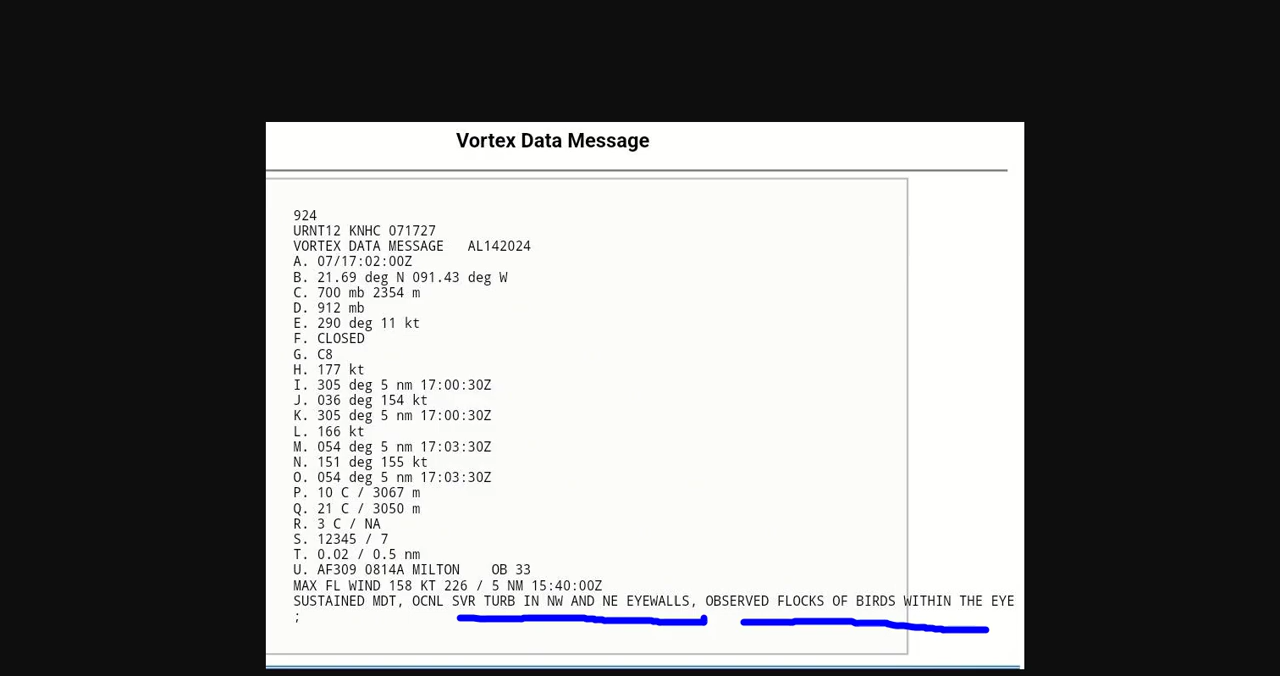 Vortex Data Message
924
URNT12 KNHC 071727
VORTEX DATA MESSAGE   AL142024
A. 07/17:02:00Z
B. 21.69 deg N 091.43 deg W
C. 700 mb 2354 m
D. 912 mb
E. 290 deg 11 kt
F. CLOSED
G. C8
H. 177 kt
I. 305 deg 5 nm 17:00:30Z
J. 036 deg 154 kt
K. 305 deg 5 nm 17:00:30Z
L. 166 kt
M. 054 deg 5 nm 17:03:30Z
N. 151 deg 155 kt
O. 054 deg 5 nm 17:03:30Z
P. 10 C / 3067 m
Q. 21 C / 3050 m
R. 3 C / NA
S. 12345 / 7
T. 0.02 / 0.5 nm
U. AF309 0814A MILTON    OB 33
MAX FL WIND 158 KT 226 / 5 NM 15:40:00Z
SUSTAINED MDT, OCNL SVR TURB IN NW AND NE EYEWALLS, OBSERVED FLOCKS OF BIRDS WITHIN THE EYE
;